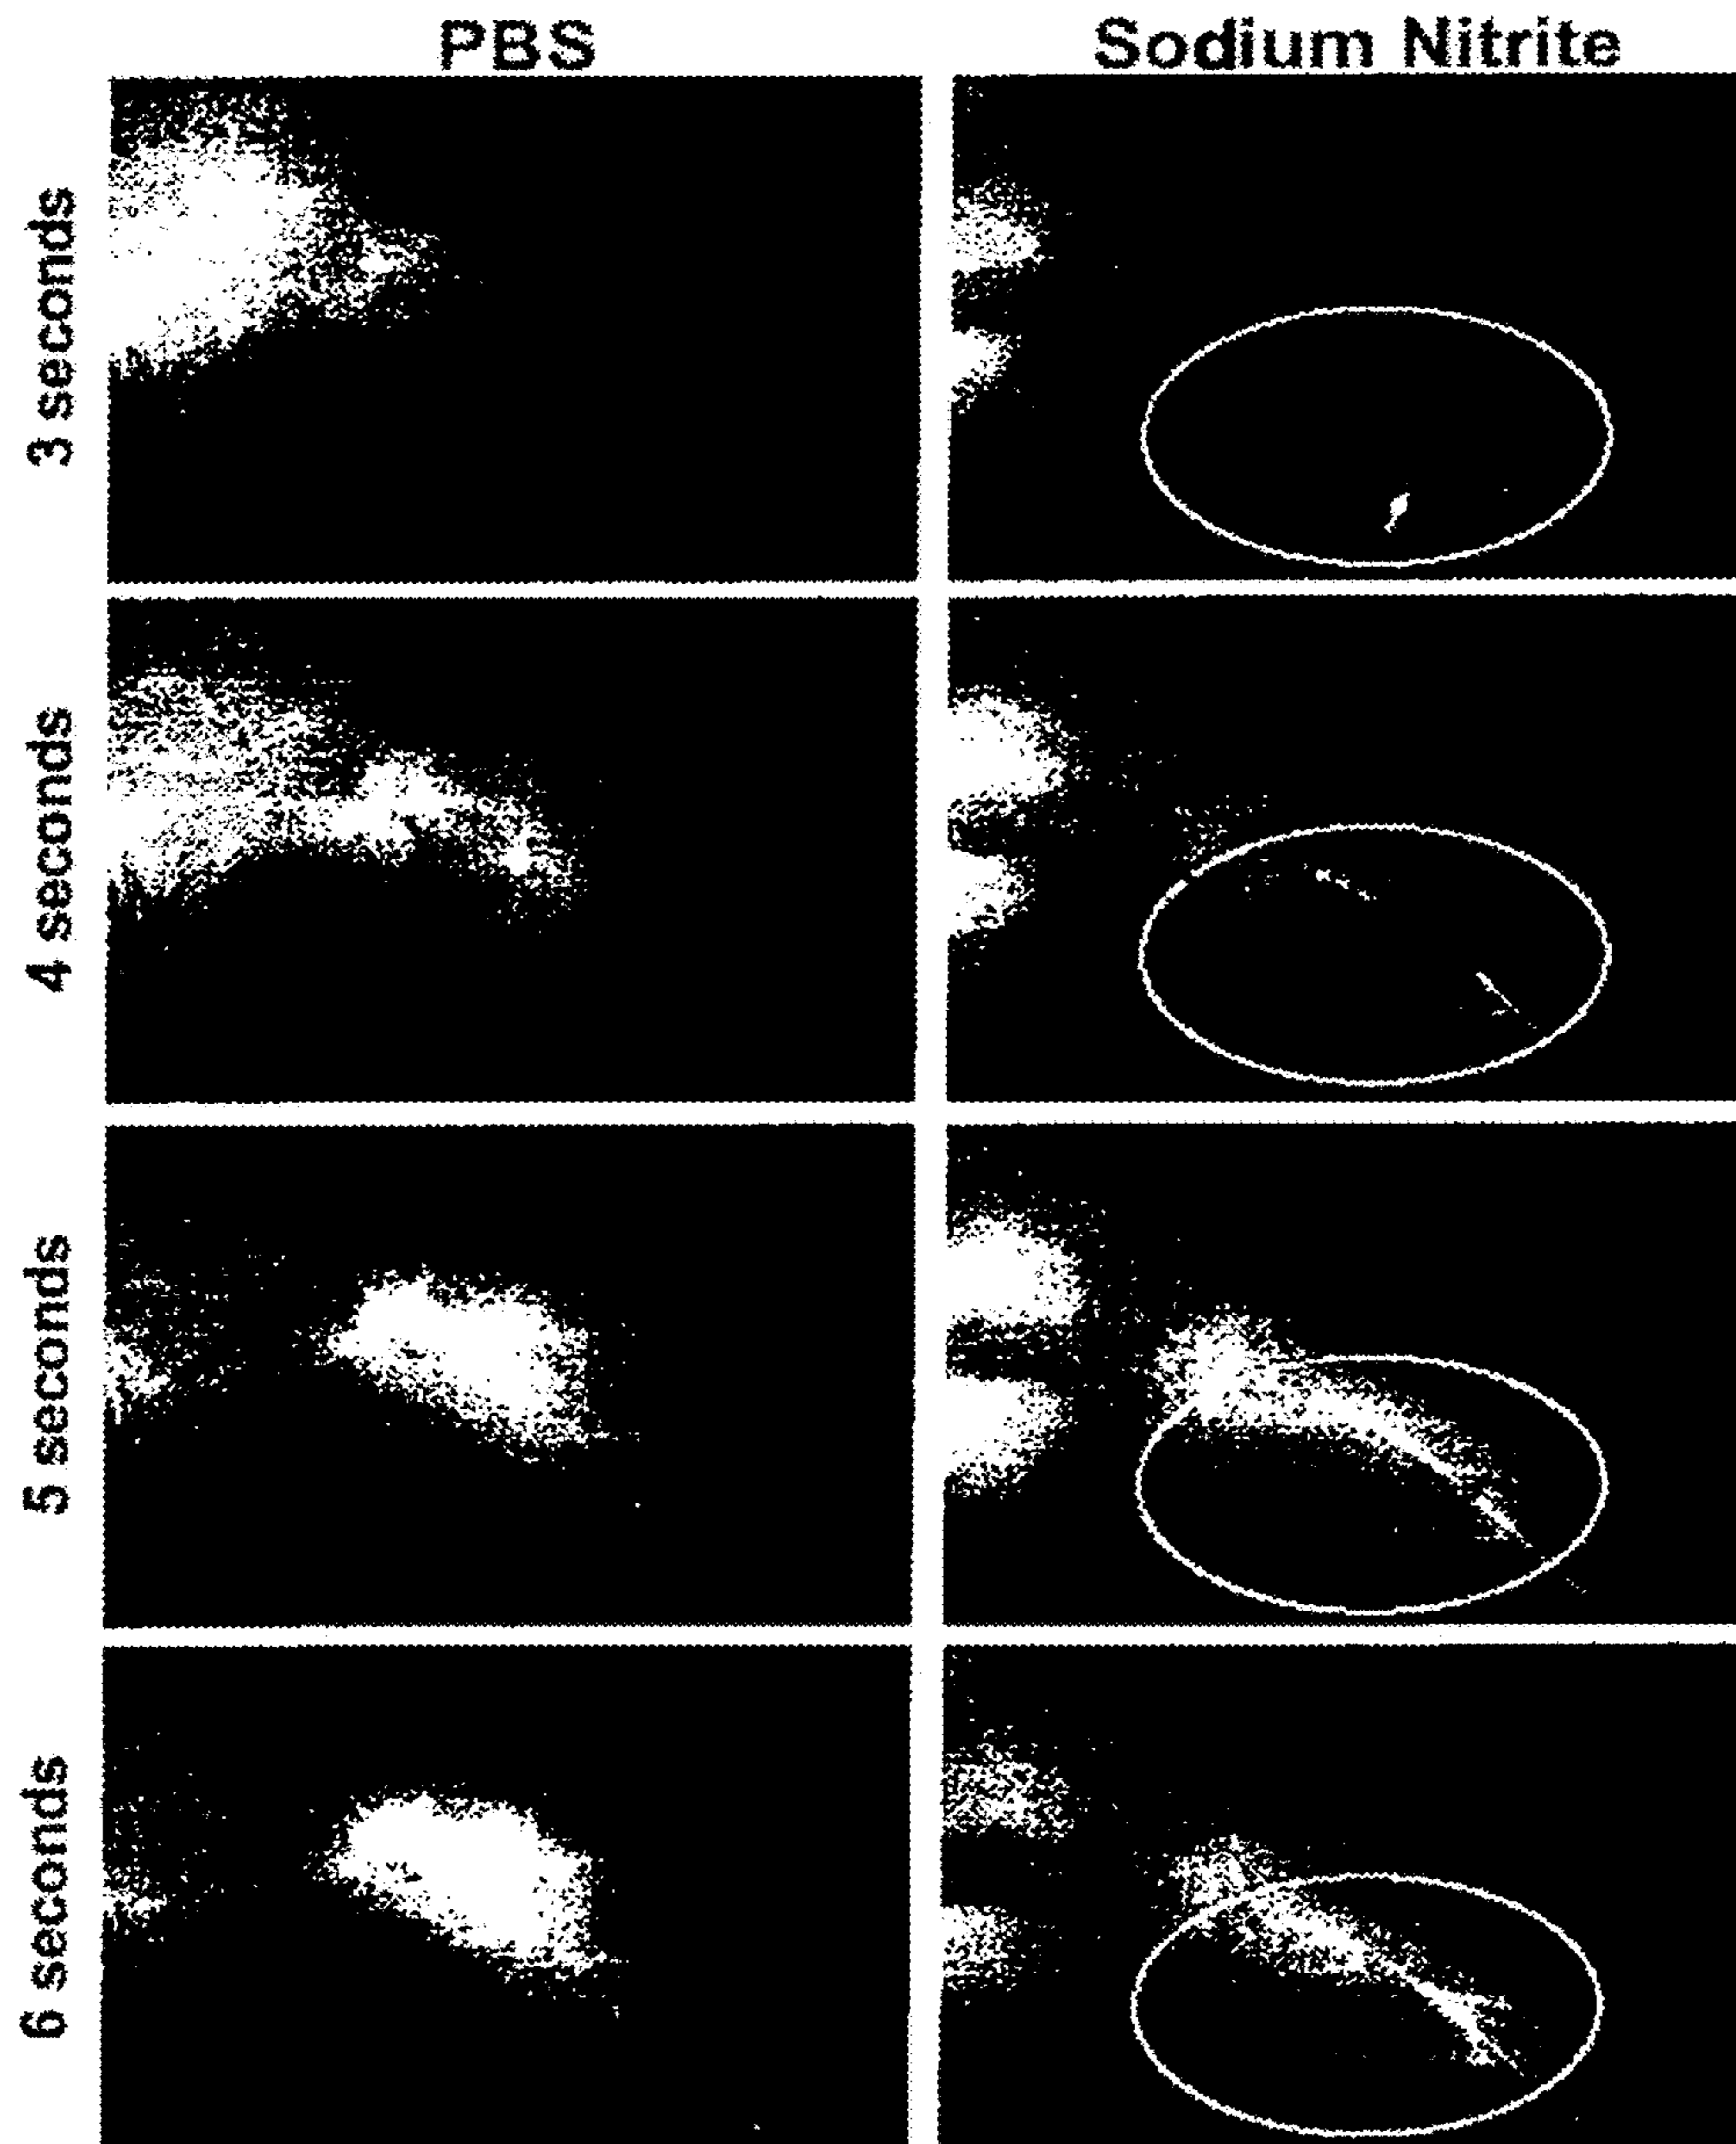 PBS
Sodium Nitrite
3 seconds
4 seconds
5 seconds
6 seconds